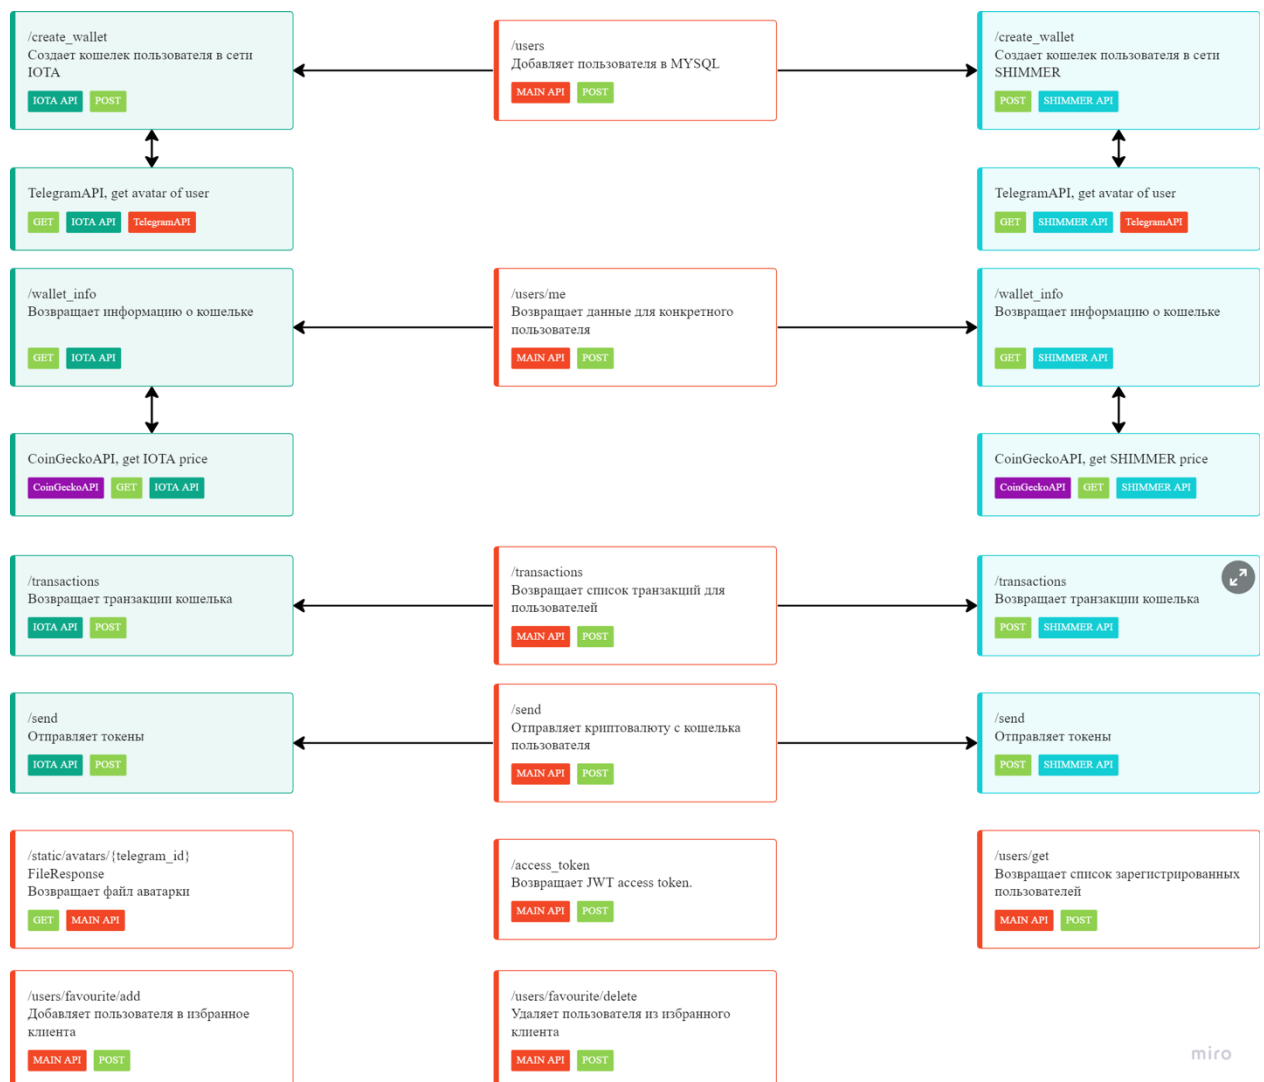 /create_wallet
Создает кошелек пользователя в сети
IOTA
IOTA API POST
/users
Добавляет пользователя в MYSQL
MAIN API POST
/create_wallet
Создает кошелек пользователя в сети
SHIMMER
POST SHIMMER API
TelegramAPI, get avatar of user
GET IOTA API TelegramAPI
TelegramAPI, get avatar of user
GET SHIMMER API TelegramAPI
/wallet_info
Возвращает информацию о кошельке
GET IOTA API
/users/me
Возвращает данные для конкретного
пользователя
MAIN API POST
/wallet_info
Возвращает информацию о кошельке
GET SHIMMER API
CoinGeckoAPI, get IOTA price
CoinGeckoAPI GET IOTA API
CoinGeckoAPI, get SHIMMER price
CoinGeckoAPI GET SHIMMER API
/transactions
Возвращает транзакции кошелька
IOTA API POST
/transactions
Возвращает список транзакций для
пользователей
MAIN API POST
/transactions
Возвращает транзакции кошелька
POST SHIMMER API
/send
Отправляет токены
IOTA API POST
/send
Отправляет криптовалюту с кошелька
пользователя
MAIN API POST
/send
Отправляет токены
POST SHIMMER API
/static/avatars/{telegram_id}
FileResponse
Возвращает файл аватарки
GET MAIN API
/access_token
Возвращает JWT access token.
MAIN API POST
/users/get
Возвращает список зарегистрированных
пользователей
MAIN API POST
/users/favourite/add
Добавляет пользователя в избранное
клиента
MAIN API POST
/users/favourite/delete
Удаляет пользователя из избранного
клиента
MAIN API POST
miro